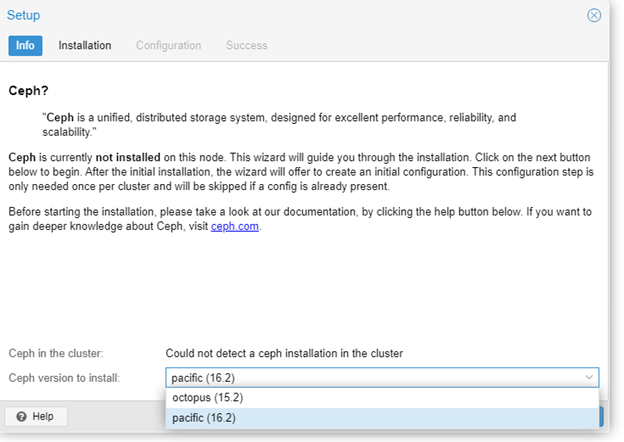 Setup
Info Installation Configuration Success
Ceph?
"Ceph is a unified, distributed storage system, designed for excellent performance, reliability, and
scalability."
Ceph is currently not installed on this node. This wizard will guide you through the installation. Click on the next button
below to begin. After the initial installation, the wizard will offer to create an initial configuration. This configuration step is
only needed once per cluster and will be skipped if a config is already present.
Before starting the installation, please take a look at our documentation, by clicking the help button below. If you want to
gain deeper knowledge about Ceph, visit ceph.com.
Ceph in the cluster: Could not detect a ceph installation in the cluster
Ceph version to install: pacific (16.2)
octopus (15.2)
pacific (16.2)
Help